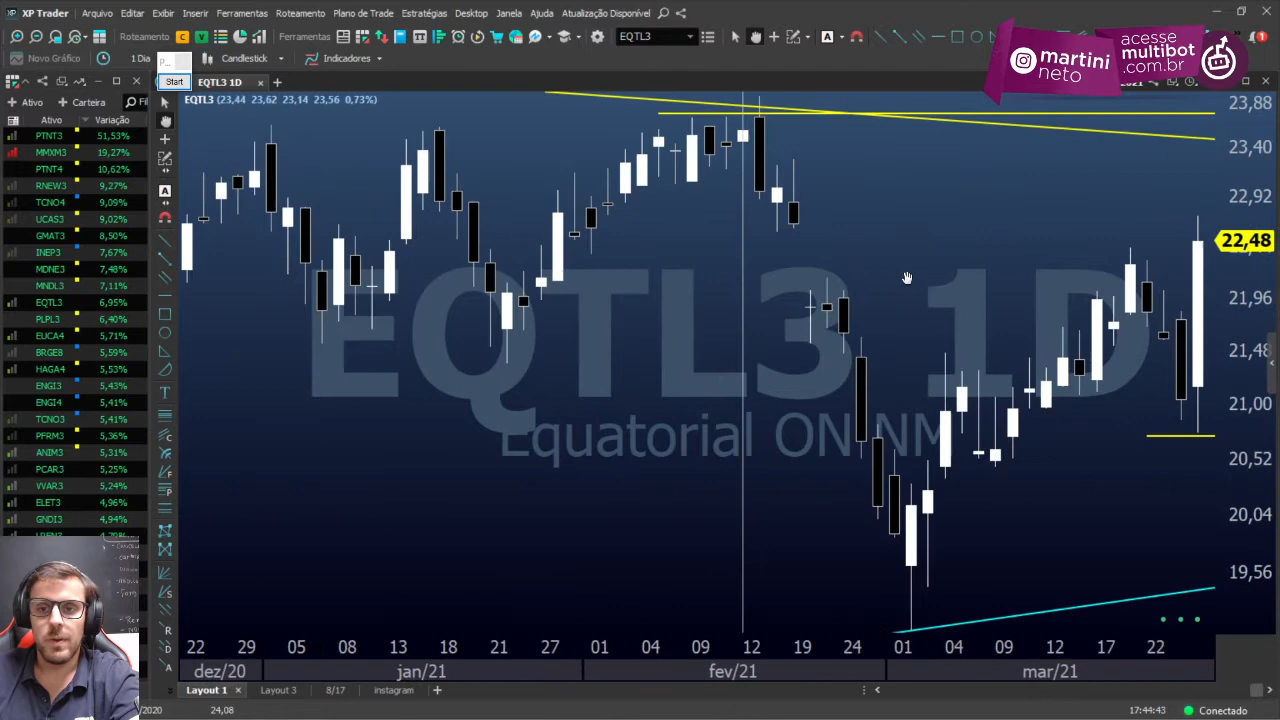 XP Trader Arquivo Editar Exibir Inserir Ferramentas Roteamento Plano de Trade Estratégias Desktop Janela Ajuda Atualização Disponível
Roteamento C V Ferramentas EQTL3
Novo Gráfico 1 Dia P... Candlestick Indicadores
Start
EQTL3 1D
martini
neto
acesse
multibot
.com.br
1
2021
Ativo Carteira Fil
Ativo Variação
PTNT3 51,53%
MMXM3 19,27%
PTNT4 10,62%
RNEW3 9,27%
TCNO4 9,09%
UCAS3 9,02%
GMAT3 8,50%
INEP3 7,67%
MDNE3 7,48%
MNDL3 7,11%
EQTL3 6,95%
PLPL3 6,40%
EUCA4 5,71%
BRGE8 5,59%
HAGA4 5,53%
ENGI3 5,43%
ENGI4 5,41%
TCNO3 5,41%
PFRM3 5,36%
ANIM3 5,31%
PCAR3 5,25%
VVAR3 5,24%
ELET3 4,96%
GNDI3 4,94%
EQTL3 (23,44 23,62 23,14 23,56 0,73%)
EQTL3 1D
Equatorial ON NM
23,88
23,40
22,92
22,48
21,96
21,48
21,00
20,52
20,04
19,56
22 29 05 08 13 18 21 27 01 04 09 12 19 24 01 04 09 12 17 22
dez/20 jan/21 fev/21 mar/21
Layout 1 Layout 3 8/17 instagram
/2020 24,08 17:44:43 Conectado